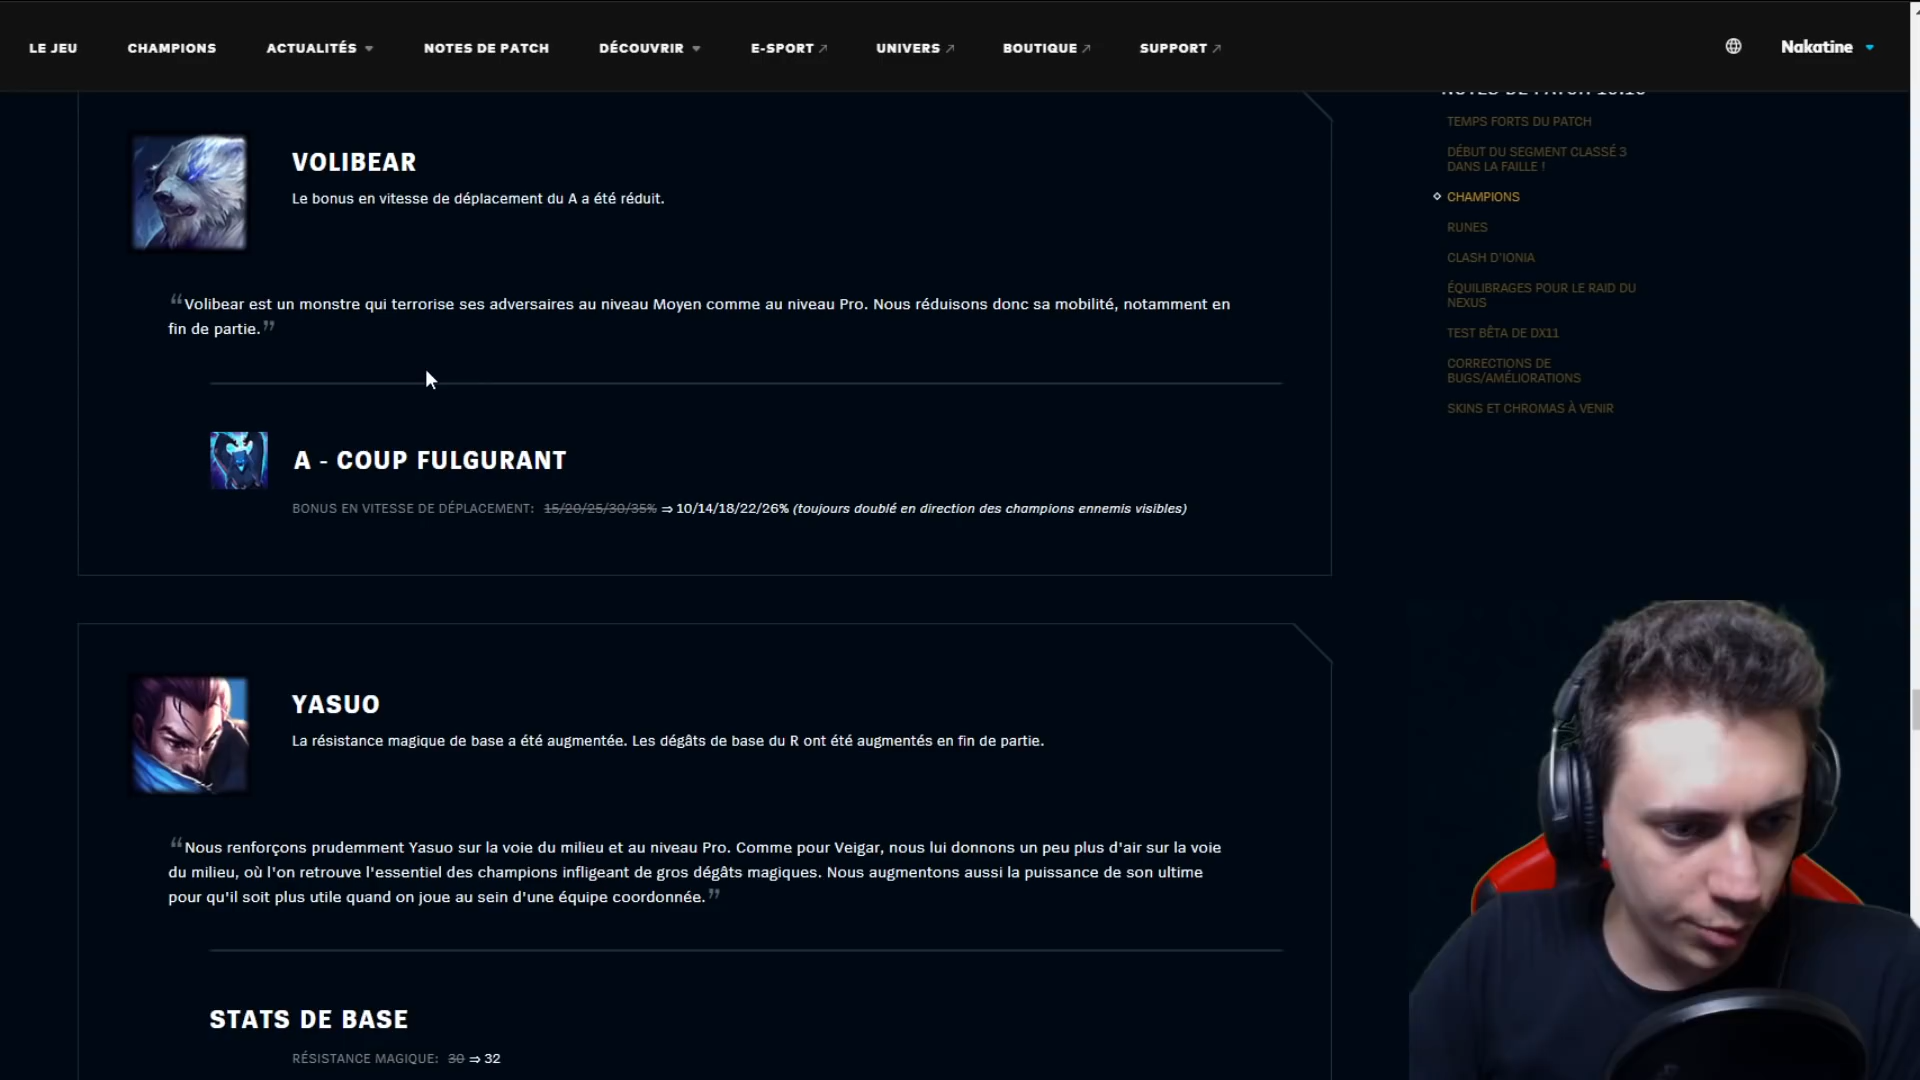 LE JEU CHAMPIONS ACTUALITÉS NOTES DE PATCH DÉCOUVRIR E-SPORT UNIVERS BOUTIQUE SUPPORT Nakatine
VOLIBEAR
Le bonus en vitesse de déplacement du A a été réduit.
“Volibear est un monstre qui terrorise ses adversaires au niveau Moyen comme au niveau Pro. Nous réduisons donc sa mobilité, notamment en
fin de partie.”
A - COUP FULGURANT
BONUS EN VITESSE DE DÉPLACEMENT: 15/20/25/30/35% ⇒ 10/14/18/22/26% (toujours doublé en direction des champions ennemis visibles)
YASUO
La résistance magique de base a été augmentée. Les dégâts de base du R ont été augmentés en fin de partie.
“Nous renforçons prudemment Yasuo sur la voie du milieu et au niveau Pro. Comme pour Veigar, nous lui donnons un peu plus d'air sur la voie
du milieu, où l'on retrouve l'essentiel des champions infligeant de gros dégâts magiques. Nous augmentons aussi la puissance de son ultime
pour qu'il soit plus utile quand on joue au sein d'une équipe coordonnée.”
STATS DE BASE
RÉSISTANCE MAGIQUE: 30 ⇒ 32
NOTES DE PATCH
TEMPS FORTS DU PATCH
DÉBUT DU SEGMENT CLASSÉ 3
DANS LA FAILLE !
CHAMPIONS
RUNES
CLASH D'IONIA
ÉQUILIBRAGES POUR LE RAID DU
NEXUS
TEST BÊTA DE DX11
CORRECTIONS DE
BUGS/AMÉLIORATIONS
SKINS ET CHROMAS À VENIR